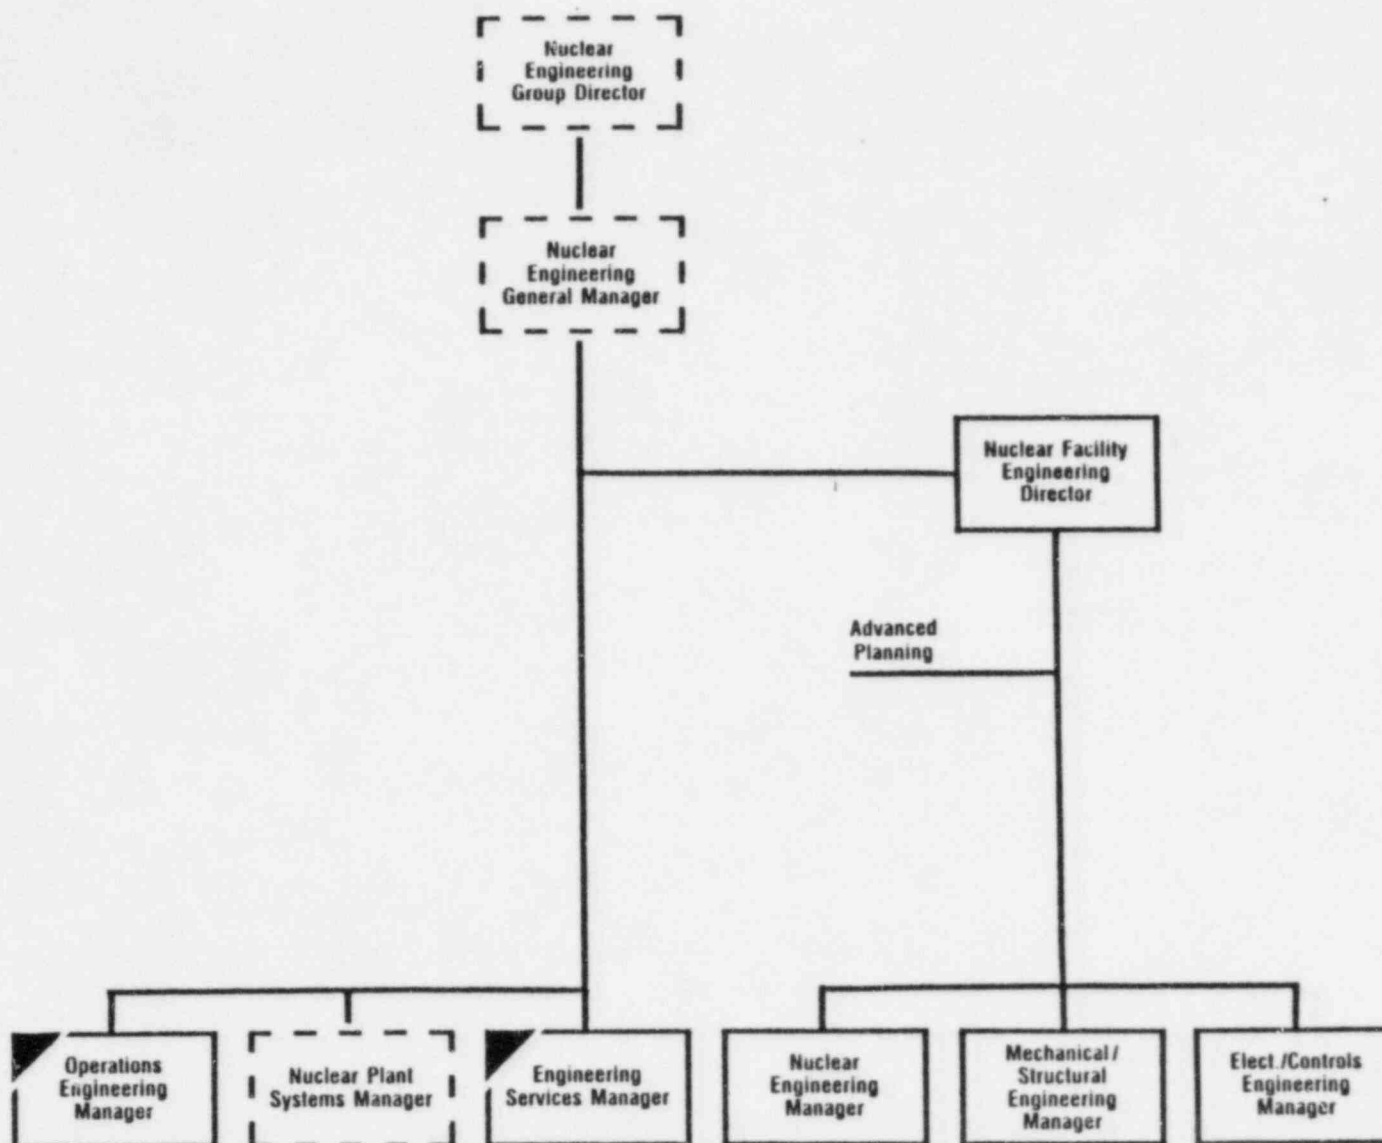 Nuclear
Engineering
Group Director
Nuclear
Engineering
General Manager
Nuclear Facility
Engineering
Director
Advanced
Planning
Operations
Engineering
Manager
Nuclear Plant
Systems Manager
Engineering
Services Manager
Nuclear
Engineering
Manager
Mechanical /
Structural
Engineering
Manager
Elect./Controls
Engineering
Manager